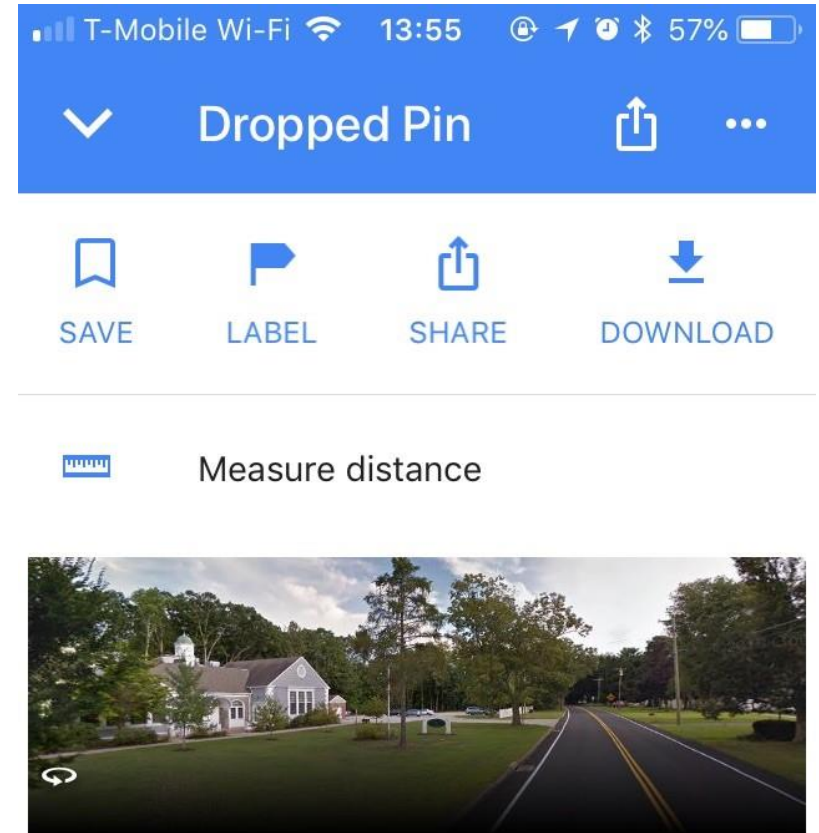 T-Mobile Wi-Fi 13:55 57%
Dropped Pin
SAVE LABEL SHARE DOWNLOAD
Measure distance